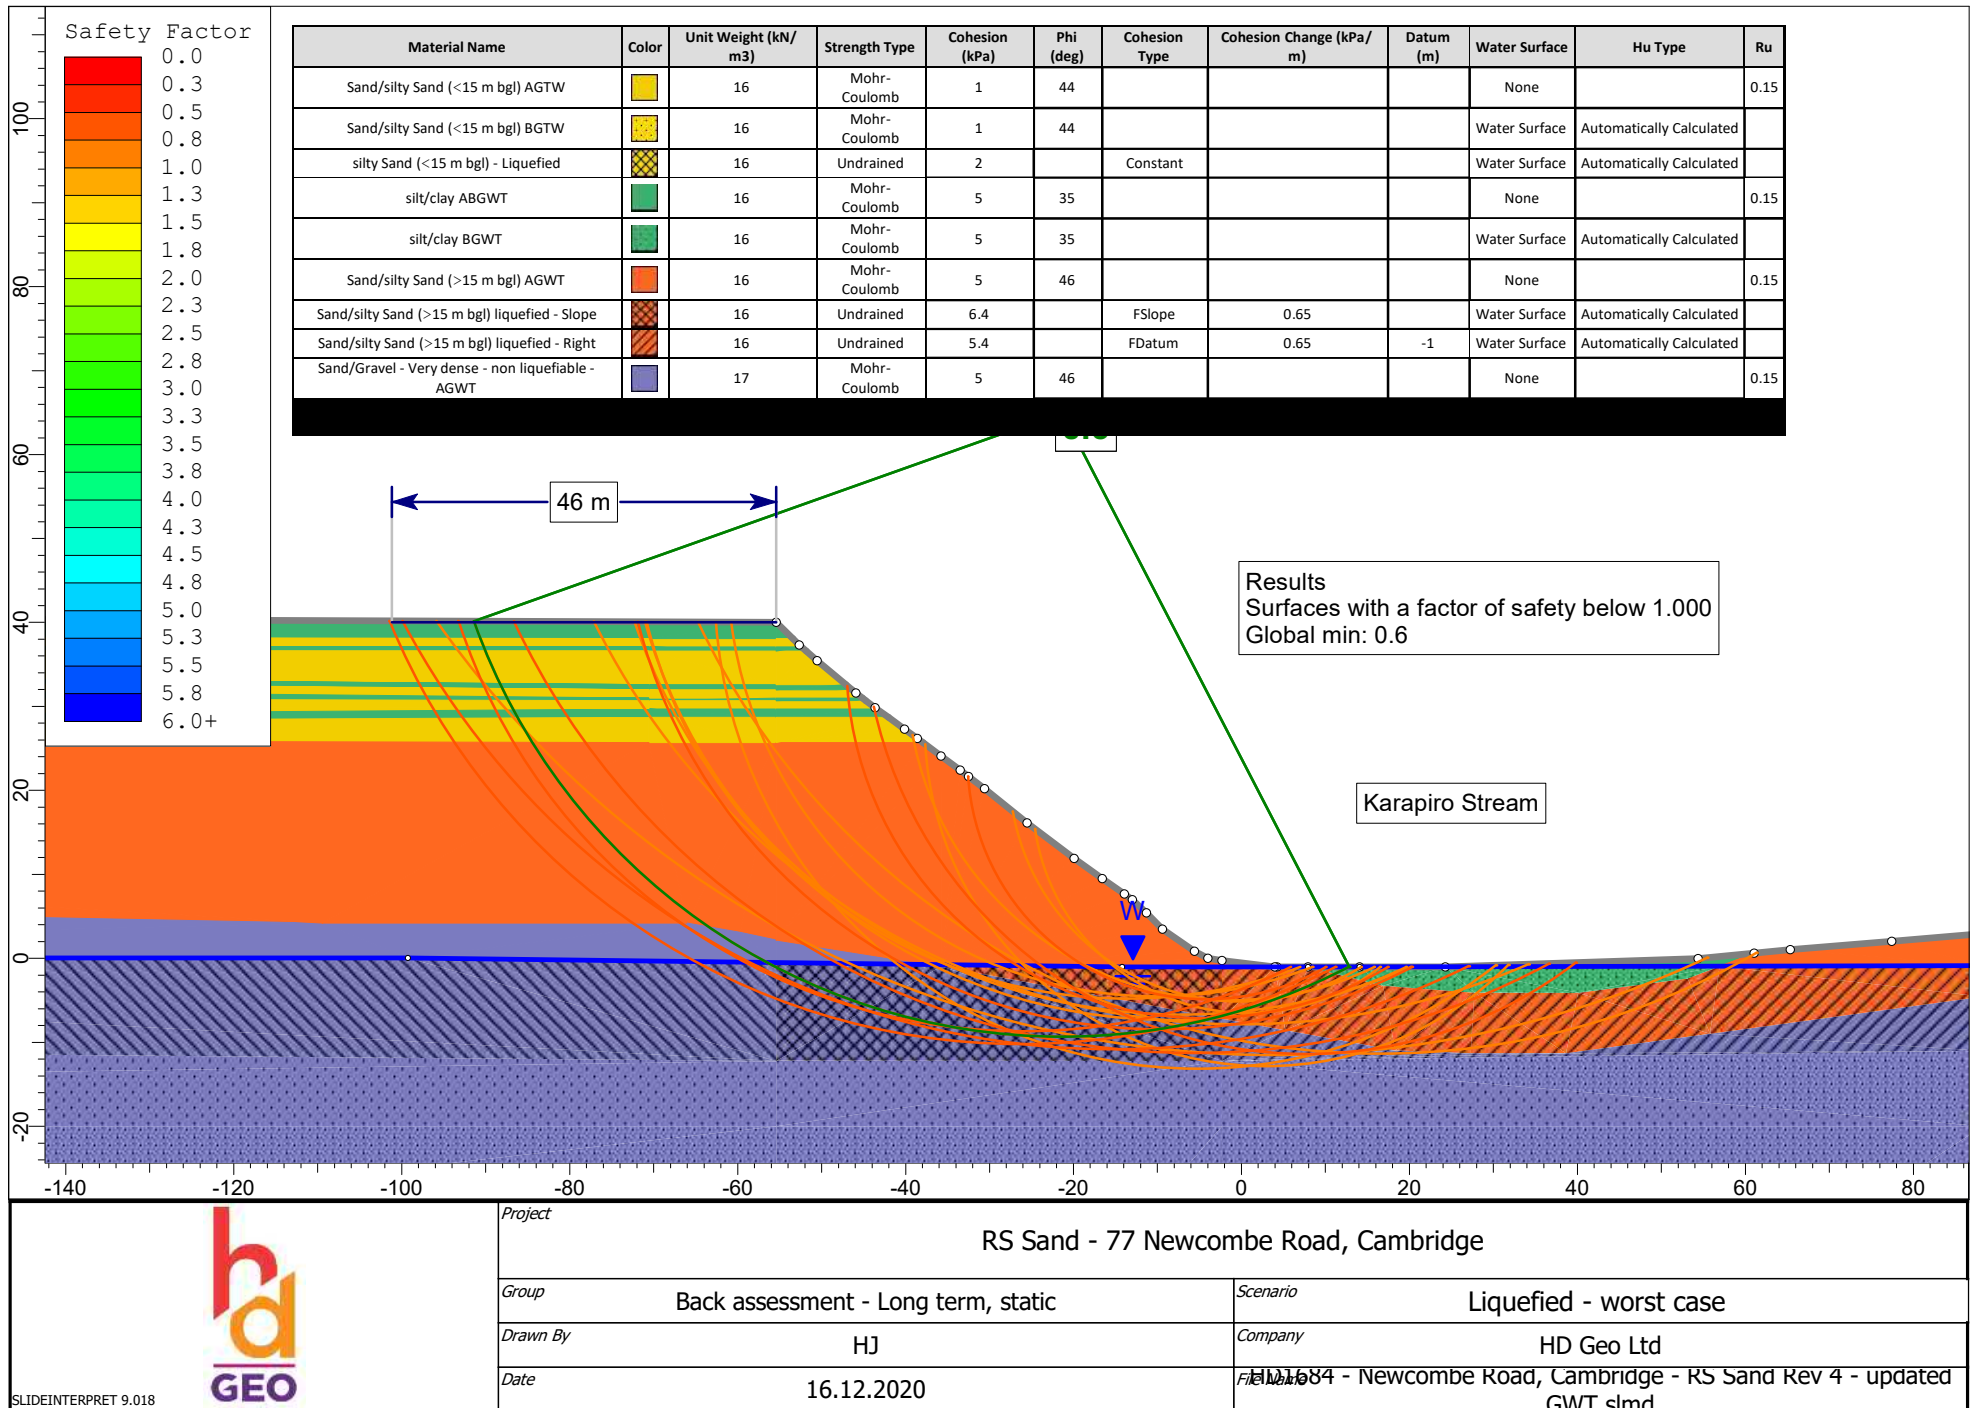 Safety Factor
0.0
0.3
0.5
0.8
1.0
1.3
1.5
1.8
2.0
2.3
2.5
2.8
3.0
3.3
3.5
3.8
4.0
4.3
4.5
4.8
5.0
5.3
5.5
5.8
6.0+
Material Name Color Unit Weight (kN/m3) Strength Type Cohesion (kPa) Phi (deg) Cohesion Type Cohesion Change (kPa/m) Datum (m) Water Surface Hu Type Ru
Sand/silty Sand (<15 m bgl) AGTW 16 Mohr-Coulomb 1 44 None 0.15
Sand/silty Sand (<15 m bgl) BGTW 16 Mohr-Coulomb 1 44 Water Surface Automatically Calculated
silty Sand (<15 m bgl) - Liquefied 16 Undrained 2 Constant Water Surface Automatically Calculated
silt/clay ABGWT 16 Mohr-Coulomb 5 35 None 0.15
silt/clay BGWT 16 Mohr-Coulomb 5 35 Water Surface Automatically Calculated
Sand/silty Sand (>15 m bgl) AGWT 16 Mohr-Coulomb 5 46 None 0.15
Sand/silty Sand (>15 m bgl) liquefied - Slope 16 Undrained 6.4 FSlope 0.65 Water Surface Automatically Calculated
Sand/silty Sand (>15 m bgl) liquefied - Right 16 Undrained 5.4 FDatum 0.65 -1 Water Surface Automatically Calculated
Sand/Gravel - Very dense - non liquefiable - AGWT 17 Mohr-Coulomb 5 46 None 0.15
100
80
60
40
20
0
-20
46 m
Results
Surfaces with a factor of safety below 1.000
Global min: 0.6
Karapiro Stream
W
-140 -120 -100 -80 -60 -40 -20 0 20 40 60 80
hd
GEO
SLIDEINTERPRET 9.018
Project
RS Sand - 77 Newcombe Road, Cambridge
Group
Back assessment - Long term, static
Scenario
Liquefied - worst case
Drawn By
HJ
Company
HD Geo Ltd
Date
16.12.2020
File Name
HD1684 - Newcombe Road, Cambridge - RS Sand Rev 4 - updated
GWT.slmd